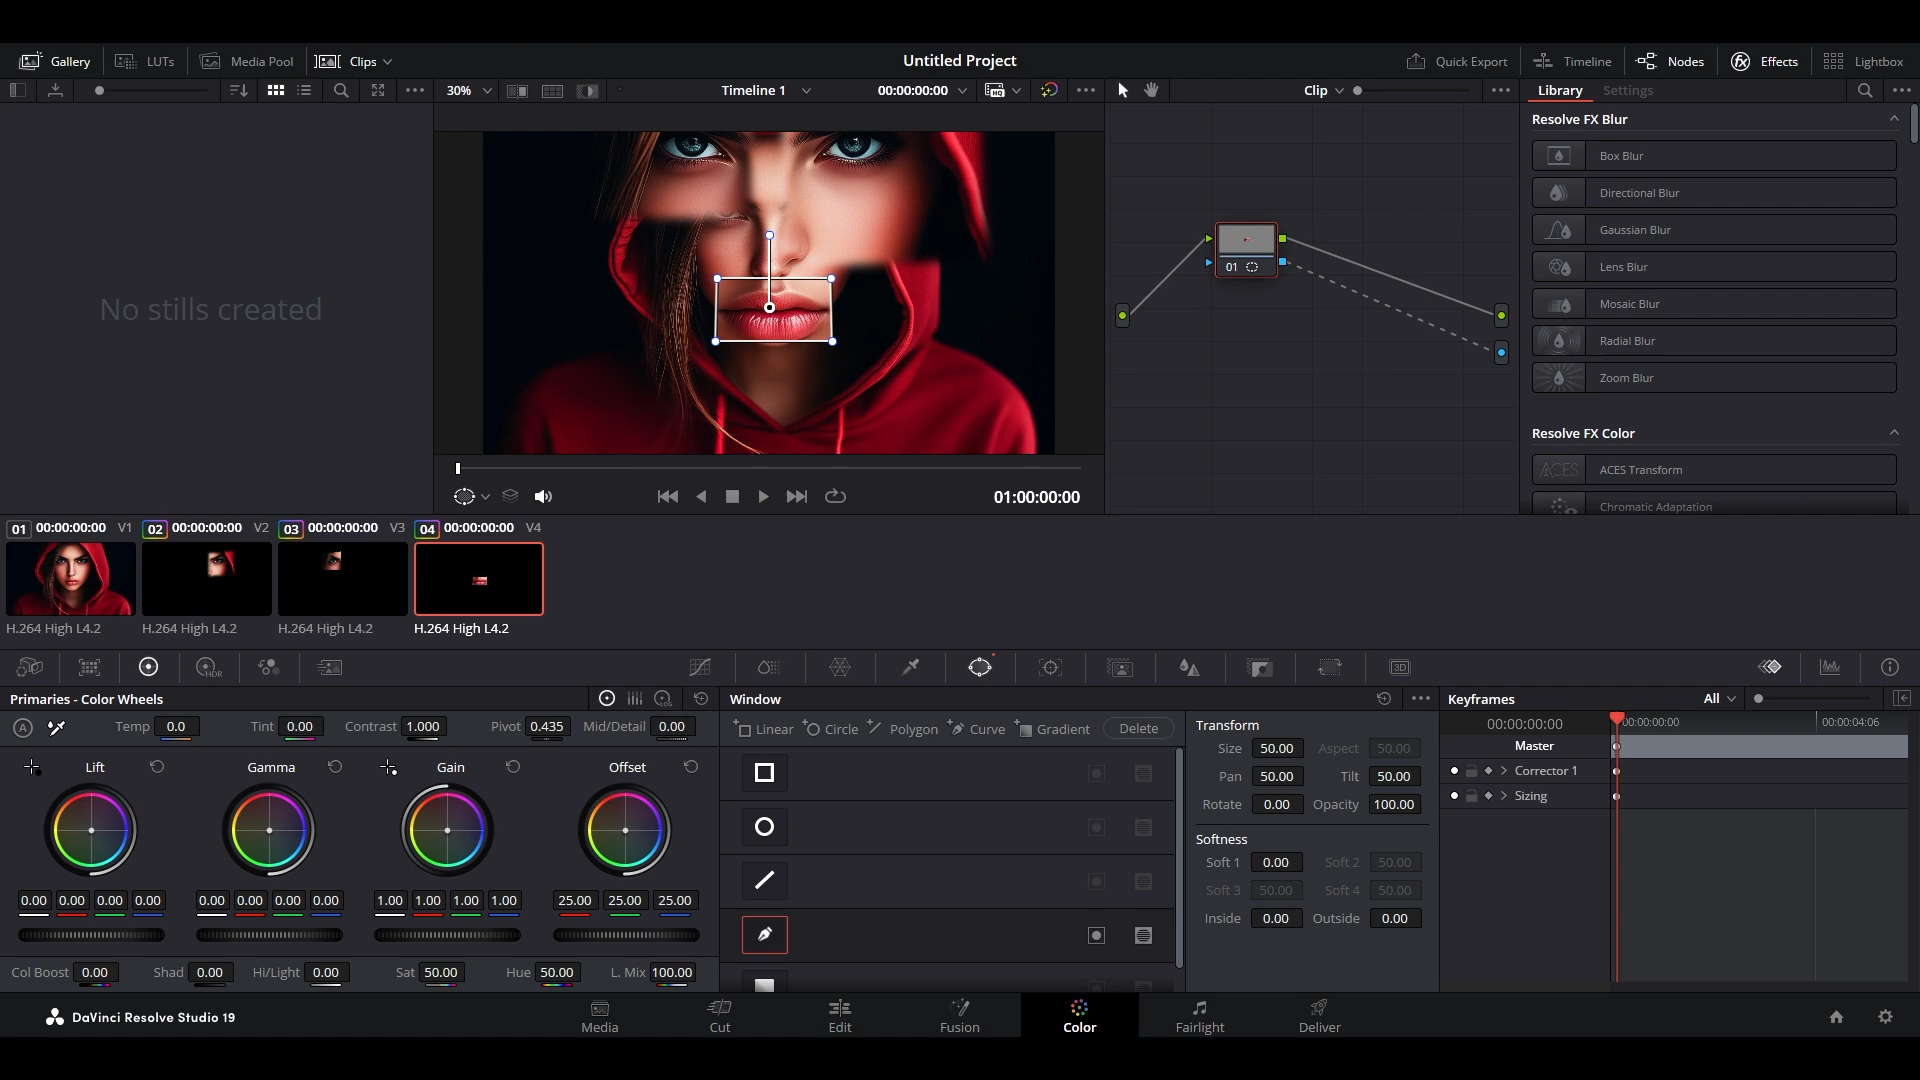 Gallery LUTs Media Pool Clips Untitled Project Quick Export Timeline Nodes Effects Lightbox
30% Timeline 1 00:00:00:00 Clip Library Settings
No stills created
01
01:00:00:00
Resolve FX Blur
Box Blur
Directional Blur
Gaussian Blur
Lens Blur
Mosaic Blur
Radial Blur
Zoom Blur
Resolve FX Color
ACES ACES Transform
Chromatic Adaptation
01 00:00:00:00 V1 02 00:00:00:00 V2 03 00:00:00:00 V3 04 00:00:00:00 V4
H.264 High L4.2 H.264 High L4.2 H.264 High L4.2 H.264 High L4.2
HDR 3D
Primaries - Color Wheels LOG
A Temp 0.0 Tint 0.00 Contrast 1.000 Pivot 0.435 Mid/Detail 0.00
Lift Gamma Gain Offset
0.00 0.00 0.00 0.00 0.00 0.00 0.00 0.00 1.00 1.00 1.00 1.00 25.00 25.00 25.00
Col Boost 0.00 Shad 0.00 Hi/Light 0.00 Sat 50.00 Hue 50.00 L. Mix 100.00
Window
Linear Circle Polygon Curve Gradient Delete
Transform
Size 50.00 Aspect 50.00
Pan 50.00 Tilt 50.00
Rotate 0.00 Opacity 100.00
Softness
Soft 1 0.00 Soft 2 50.00
Soft 3 50.00 Soft 4 50.00
Inside 0.00 Outside 0.00
Keyframes All
00:00:00:00 00:00:00:00 00:00:04:06
Master
Corrector 1
Sizing
DaVinci Resolve Studio 19 Media Cut Edit Fusion Color Fairlight Deliver